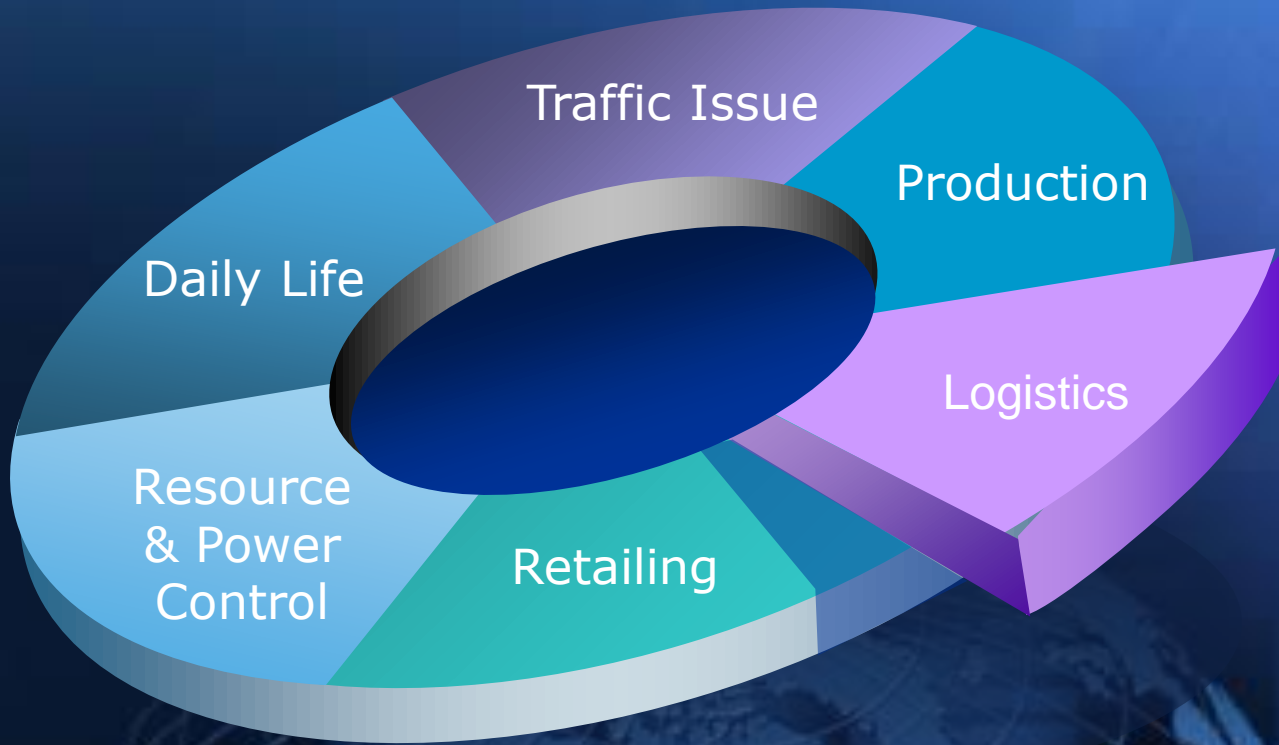 Traffic Issue
Production
Daily Life
Logistics
Resource
& Power
Control
Retailing